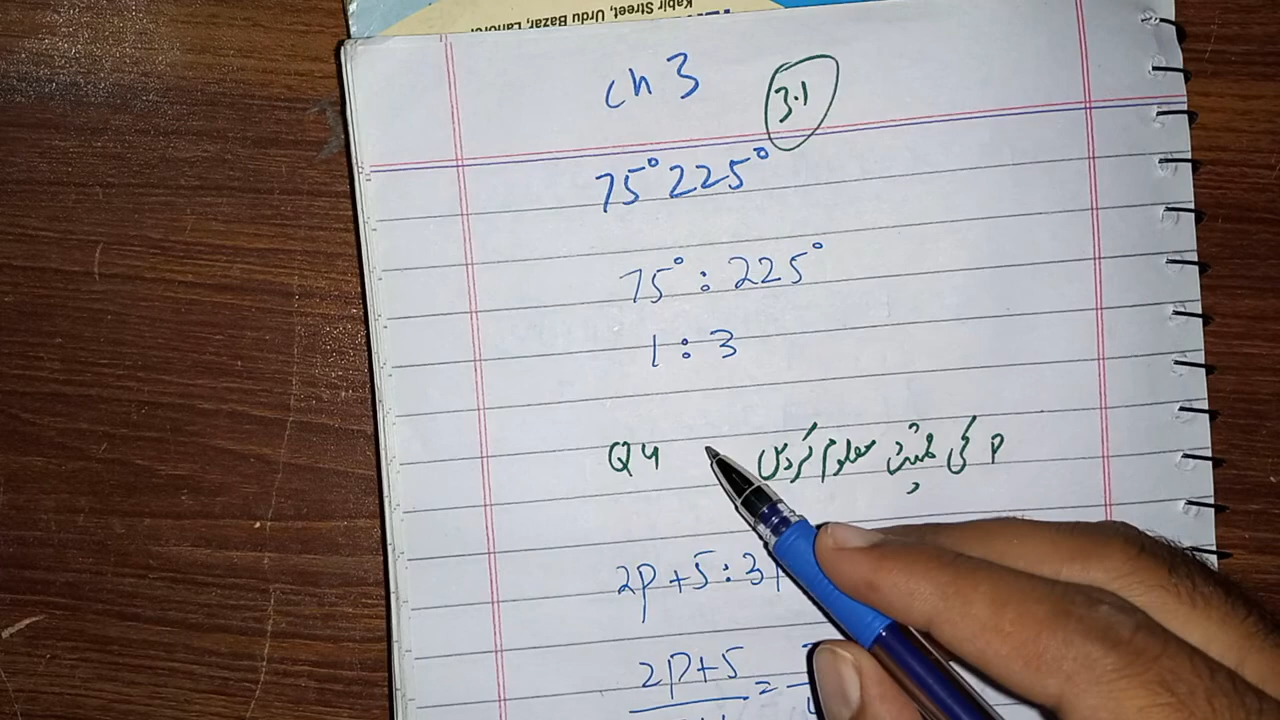 Kabir Street, Urdu Bazar, Lahore
Ch 3
3.1
75° 225°
75° : 225°
1 : 3
Q4 P کی قیمت معلوم کریں
2p + 5 : 3p
2p+5
=